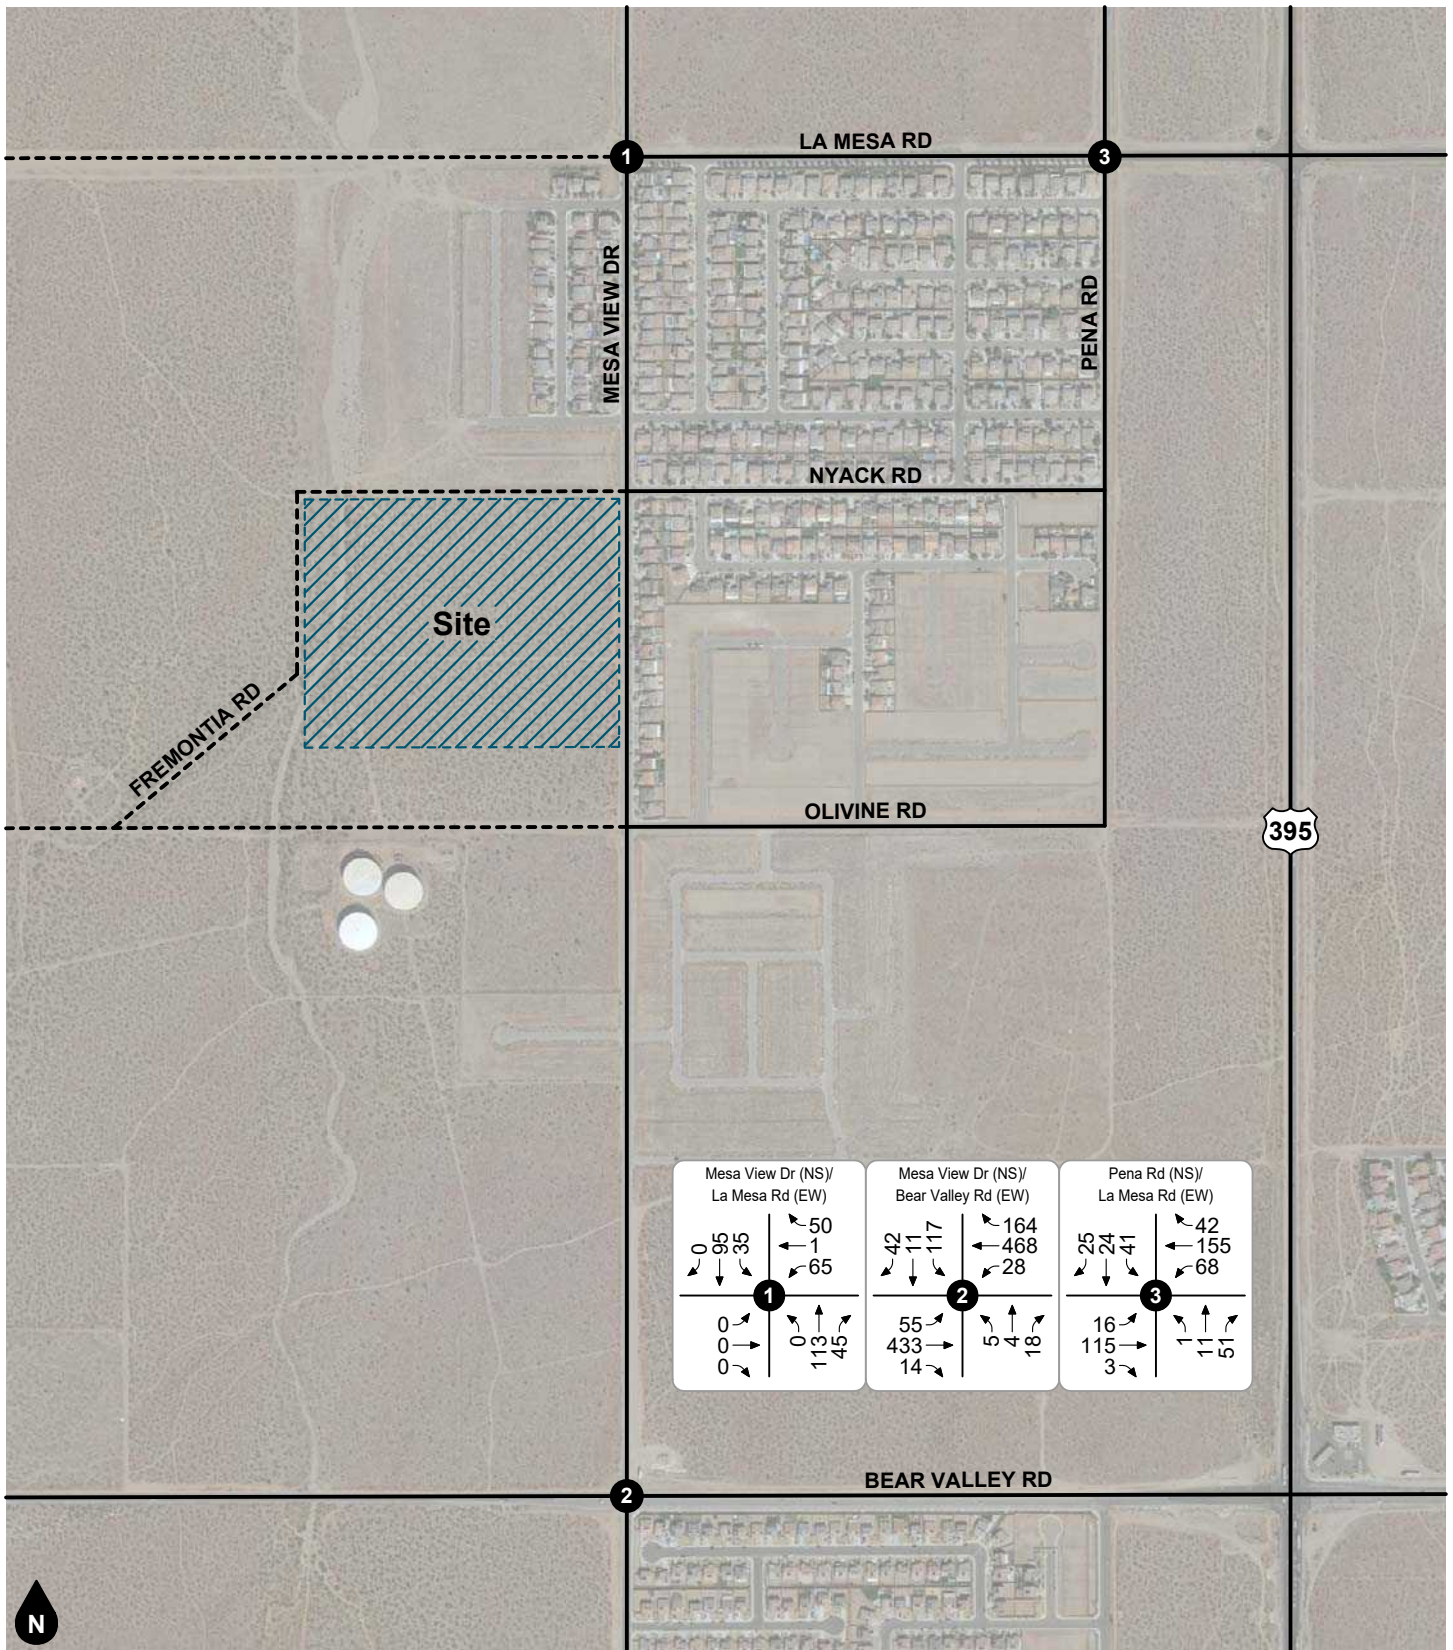 LA MESA RD
1
3
MESA VIEW DR
PENA RD
NYACK RD
Site
FREMONTIA RD
OLIVINE RD
395
Mesa View Dr (NS)/
La Mesa Rd (EW)
0 95 35
50
1
65
1
0
0
0
0 113 45
Mesa View Dr (NS)/
Bear Valley Rd (EW)
42 11 117
164
468
28
2
55
433
14
5 4 18
Pena Rd (NS)/
La Mesa Rd (EW)
25 24 41
42
155
68
3
16
115
3
1 11 51
BEAR VALLEY RD
2
N